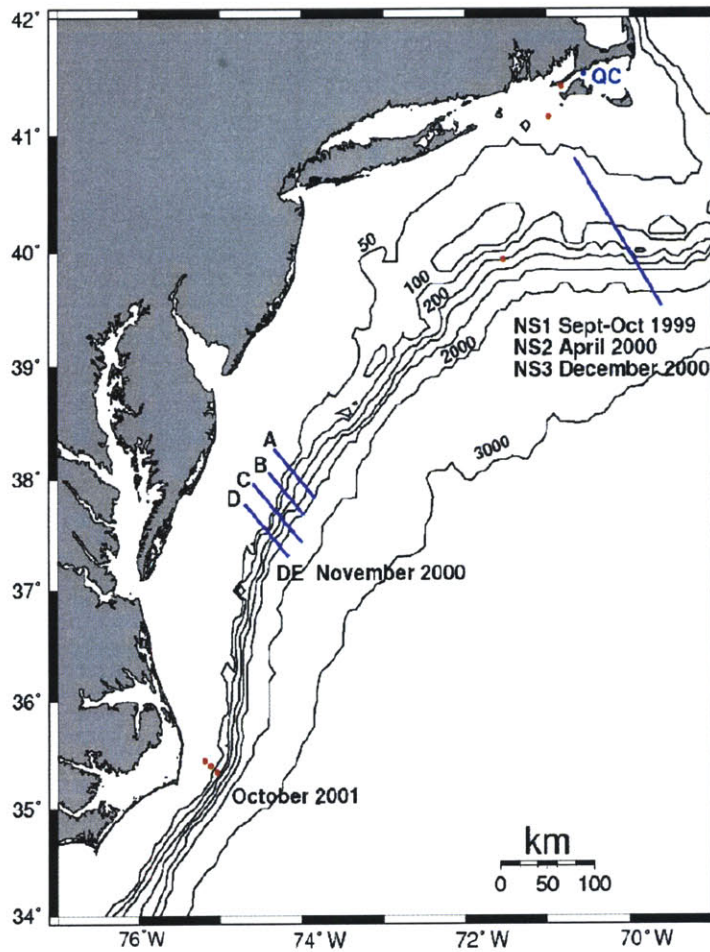 42°
QC
41°
50
40°
100
200
NS1 Sept-Oct 1999
NS2 April 2000
NS3 December 2000
39°
2000
3000
A
B
38°
C
D
DE November 2000
37°
36°
October 2001
35°
km
0 50 100
34°
76°W 74°W 72°W 70°W